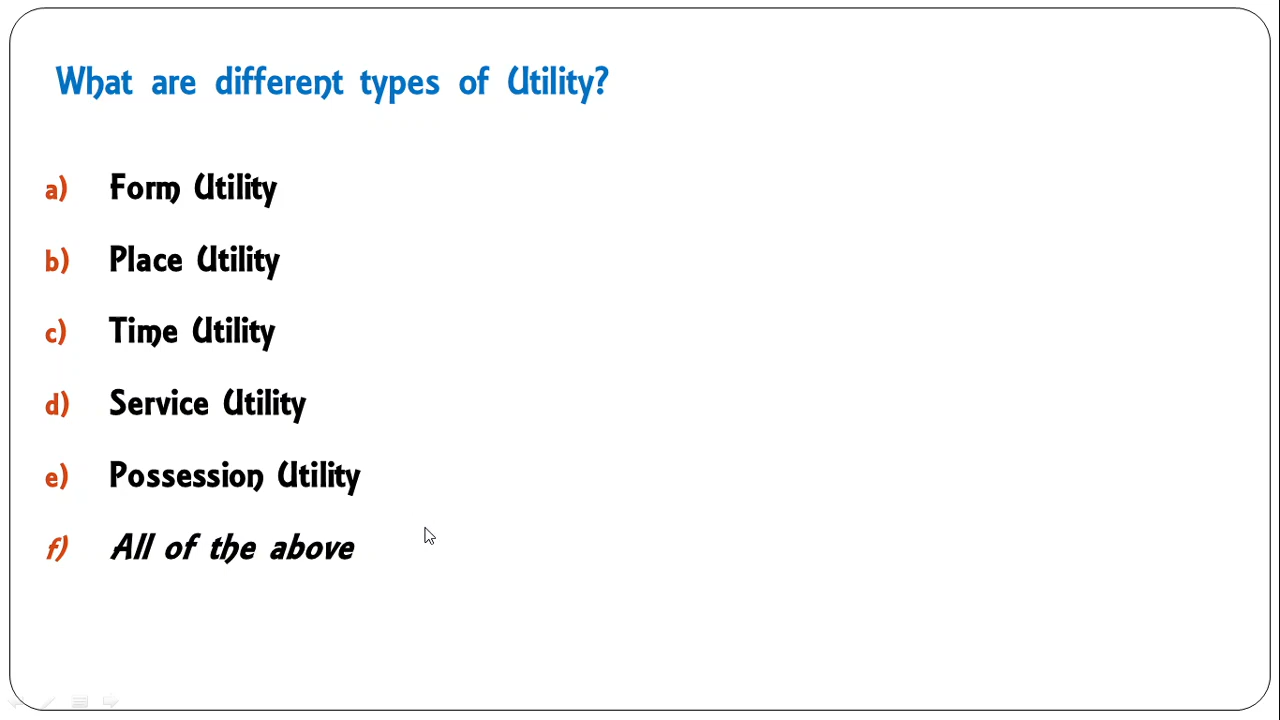 What are different types of Utility?
a) Form Utility
b) Place Utility
c) Time Utility
d) Service Utility
e) Possession Utility
f) All of the above